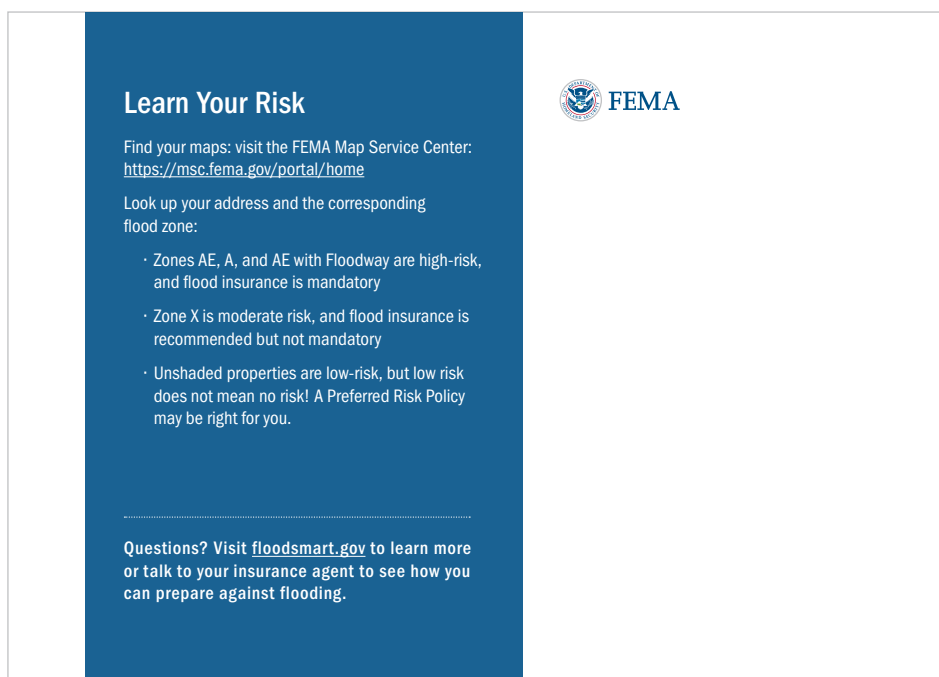 Learn Your Risk
Find your maps: visit the FEMA Map Service Center:
https://msc.fema.gov/portal/home
Look up your address and the corresponding
flood zone:
· Zones AE, A, and AE with Floodway are high-risk,
and flood insurance is mandatory
· Zone X is moderate risk, and flood insurance is
recommended but not mandatory
· Unshaded properties are low-risk, but low risk
does not mean no risk! A Preferred Risk Policy
may be right for you.
Questions? Visit floodsmart.gov to learn more
or talk to your insurance agent to see how you
can prepare against flooding.
U.S. DEPARTMENT OF HOMELAND SECURITY
FEMA